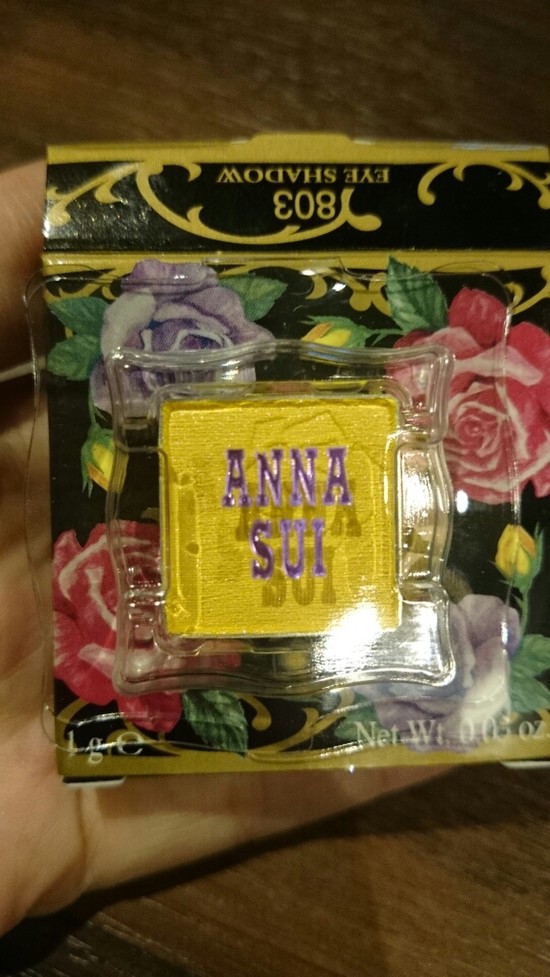 803
EYE SHADOW
ANNA
SUI
1 g ℮
Net Wt. 0.03 oz.